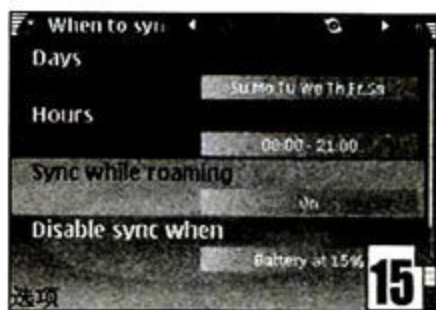 When to syn
Days
Su Mo Tu We Th Fr Sa
Hours
00:00 - 21:00
Sync while roaming
On
Disable sync when
Battery at 15%
选项
15